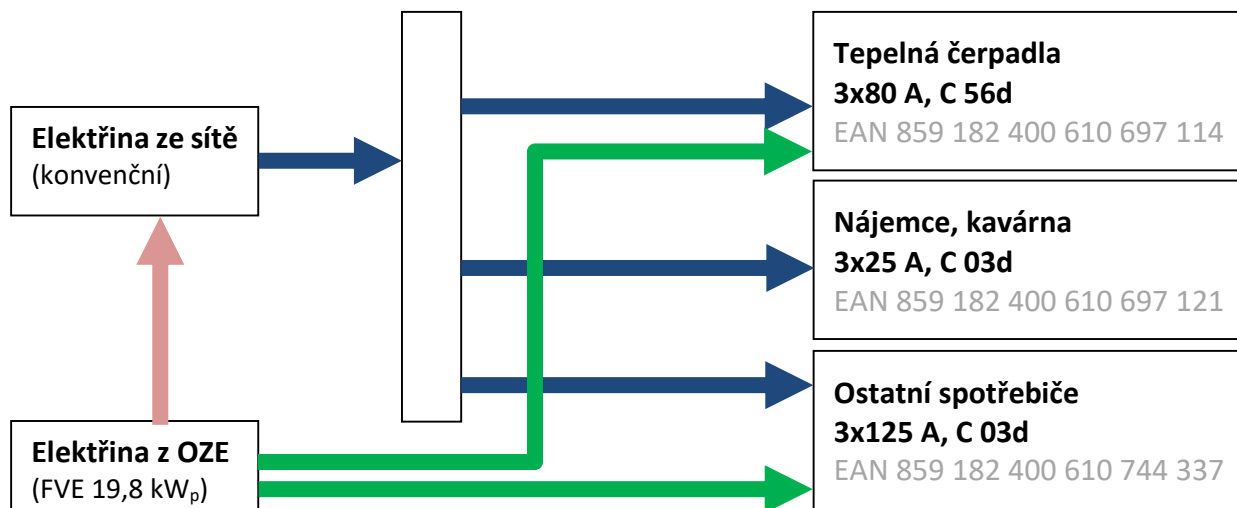 Elektřina ze sítě
(konvenční)
Elektřina z OZE
(FVE 19,8 kWₚ)
Tepelná čerpadla
3x80 A, C 56d
EAN 859 182 400 610 697 114
Nájemce, kavárna
3x25 A, C 03d
EAN 859 182 400 610 697 121
Ostatní spotřebiče
3x125 A, C 03d
EAN 859 182 400 610 744 337